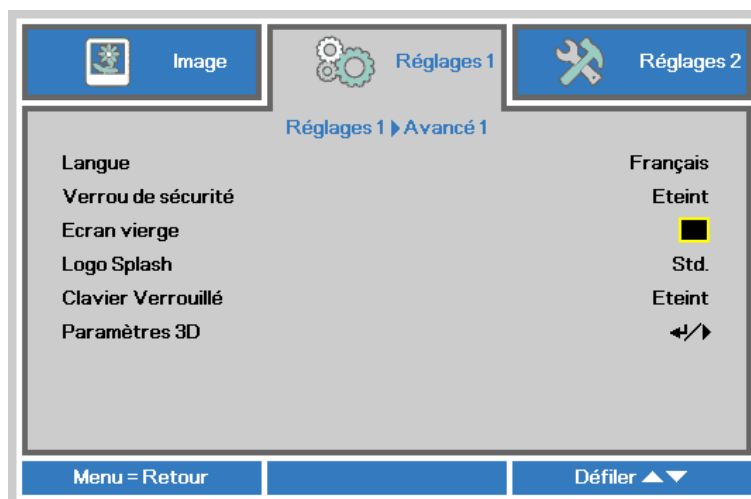 Image
Réglages 1
Réglages 2
Réglages 1 Avancé 1
Langue Français
Verrou de sécurité Eteint
Ecran vierge
Logo Splash Std.
Clavier Verrouillé Eteint
Paramètres 3D
Menu = Retour
Défiler